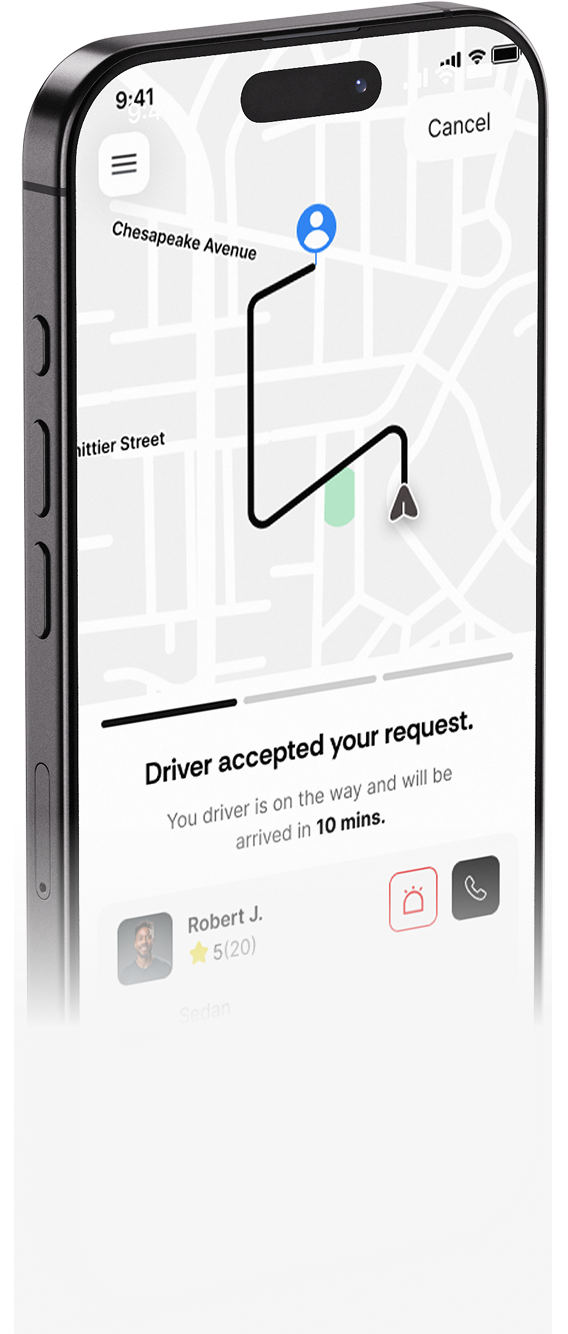 9:41
Cancel
Chesapeake Avenue
hittier Street
Driver accepted your request.
You driver is on the way and will be
arrived in 10 mins.
Robert J.
5(20)
Sedan